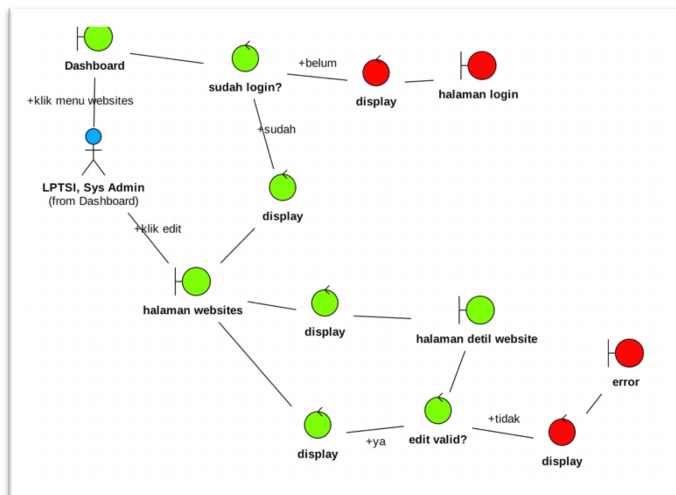 Dashboard
sudah login?
+belum
display
halaman login
+klik menu websites
+sudah
LPTSI, Sys Admin
(from Dashboard)
display
+klik edit
halaman websites
display
halaman detil website
error
display
+ya
edit valid?
+tidak
display